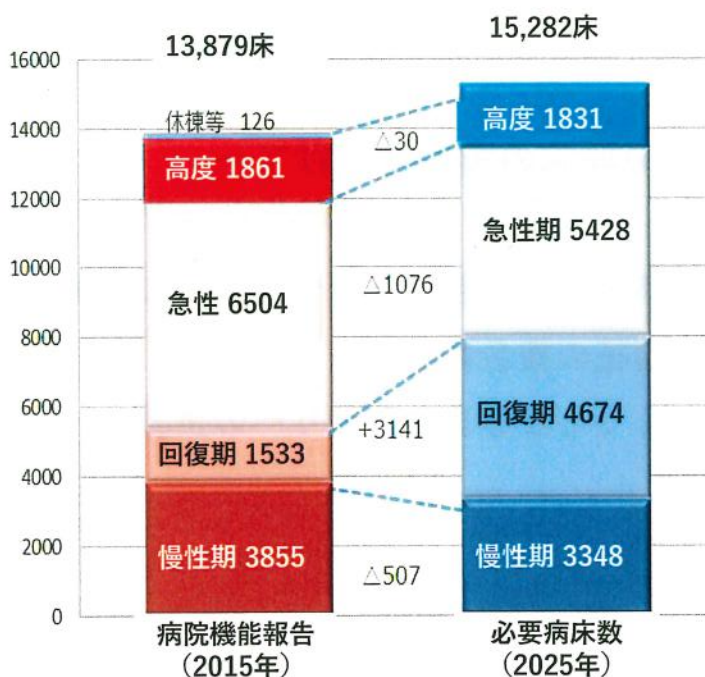 13,879床
15,282床
16000
14000
12000
10000
8000
6000
4000
2000
0
休棟等 126
高度 1861
急性 6504
回復期 1533
慢性期 3855
△30
△1076
+3141
△507
高度 1831
急性期 5428
回復期 4674
慢性期 3348
病院機能報告
（2015年）
必要病床数
（2025年）